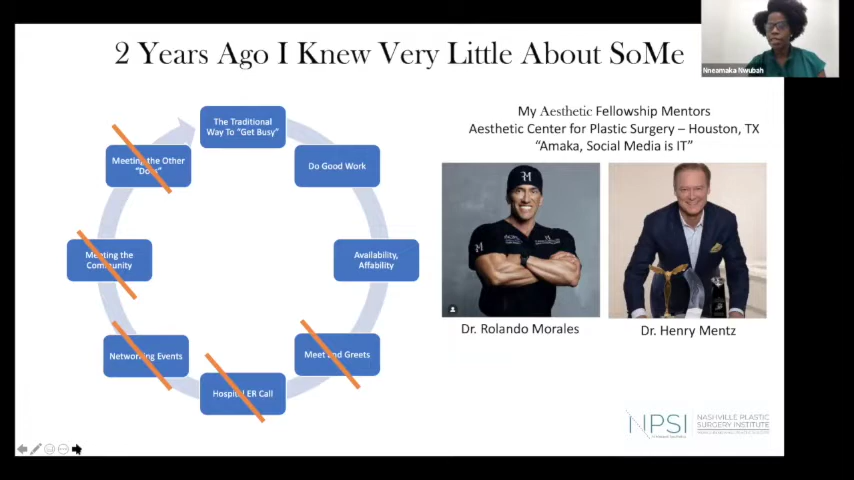 2 Years Ago I Knew Very Little About SoMe
Nneamaka Nwubah
The Traditional
Way To "Get Busy"
Do Good Work
Availability,
Affability
Meet and Greets
Hospital ER Call
Networking Events
Meeting the
Community
Meeting the Other
"Docs"
My Aesthetic Fellowship Mentors
Aesthetic Center for Plastic Surgery – Houston, TX
"Amaka, Social Media is IT"
Dr. Rolando Morales
Dr. Henry Mentz
NPSI
NASHVILLE PLASTIC
SURGERY INSTITUTE